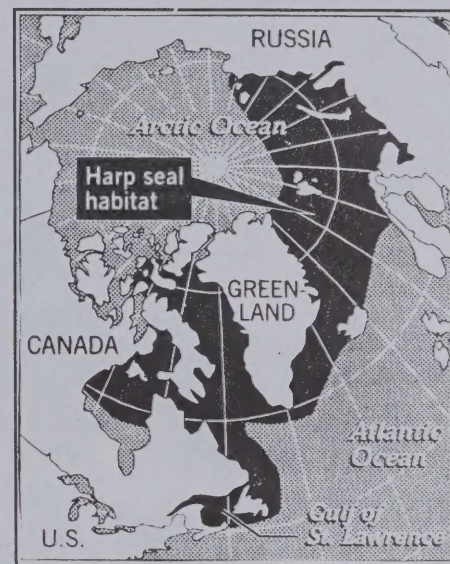 RUSSIA
Arctic Ocean
Harp seal
habitat
GREEN-
LAND
CANADA
Atlantic
Ocean
Gulf of
St. Lawrence
U.S.